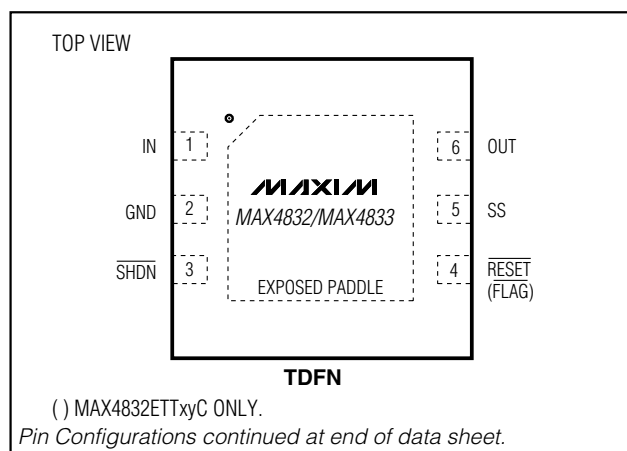 TOP VIEW
IN 1
6 OUT
MAXIM
GND 2
MAX4832/MAX4833
5 SS
SHDN 3
4 RESET
(FLAG)
EXPOSED PADDLE
TDFN
( ) MAX4832ETTxyC ONLY.
Pin Configurations continued at end of data sheet.